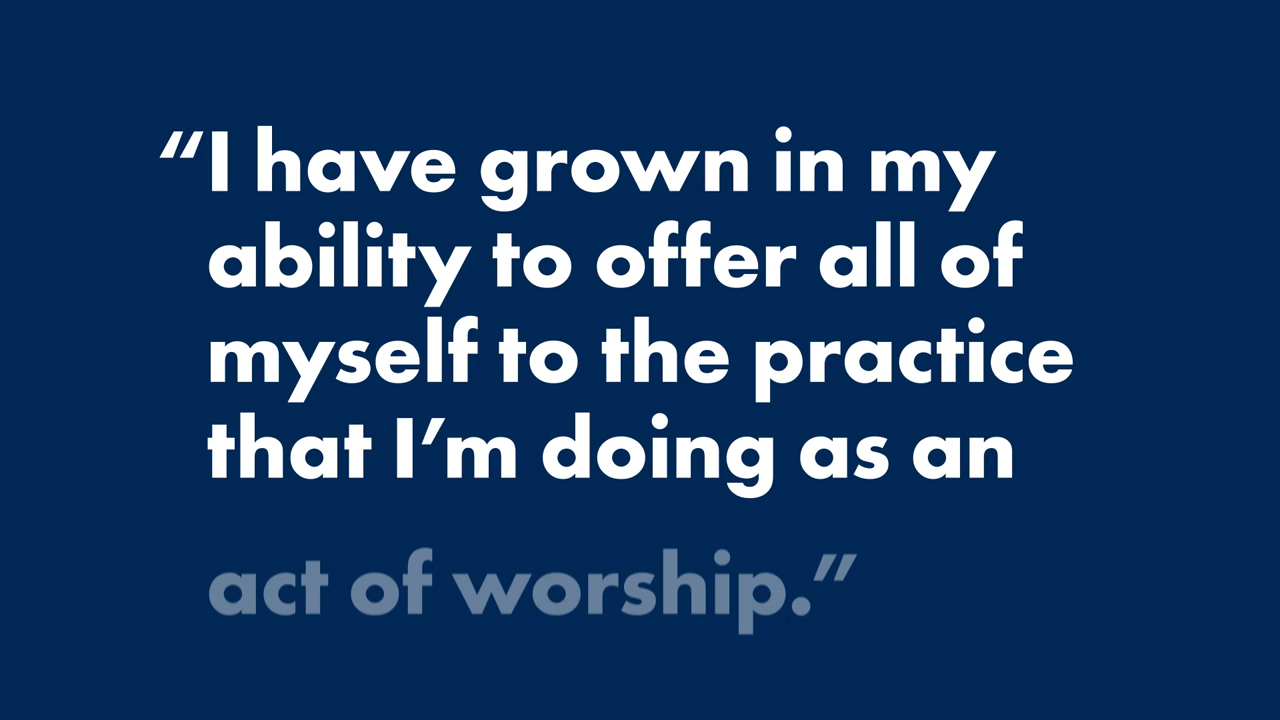 “I have grown in my
ability to offer all of
myself to the practice
that I’m doing as an
act of worship.”